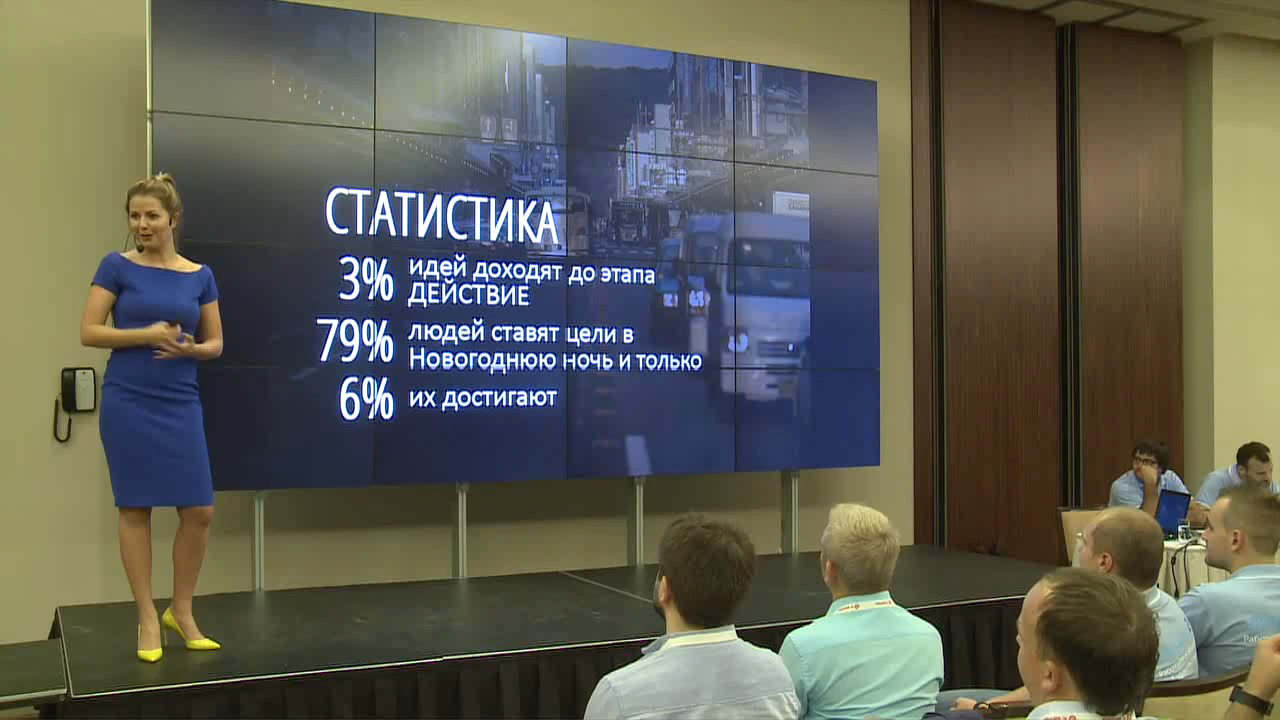 СТАТИСТИКА
3% идей доходят до этапа
ДЕЙСТВИЕ
79% людей ставят цели в
Новогоднюю ночь и только
6% их достигают